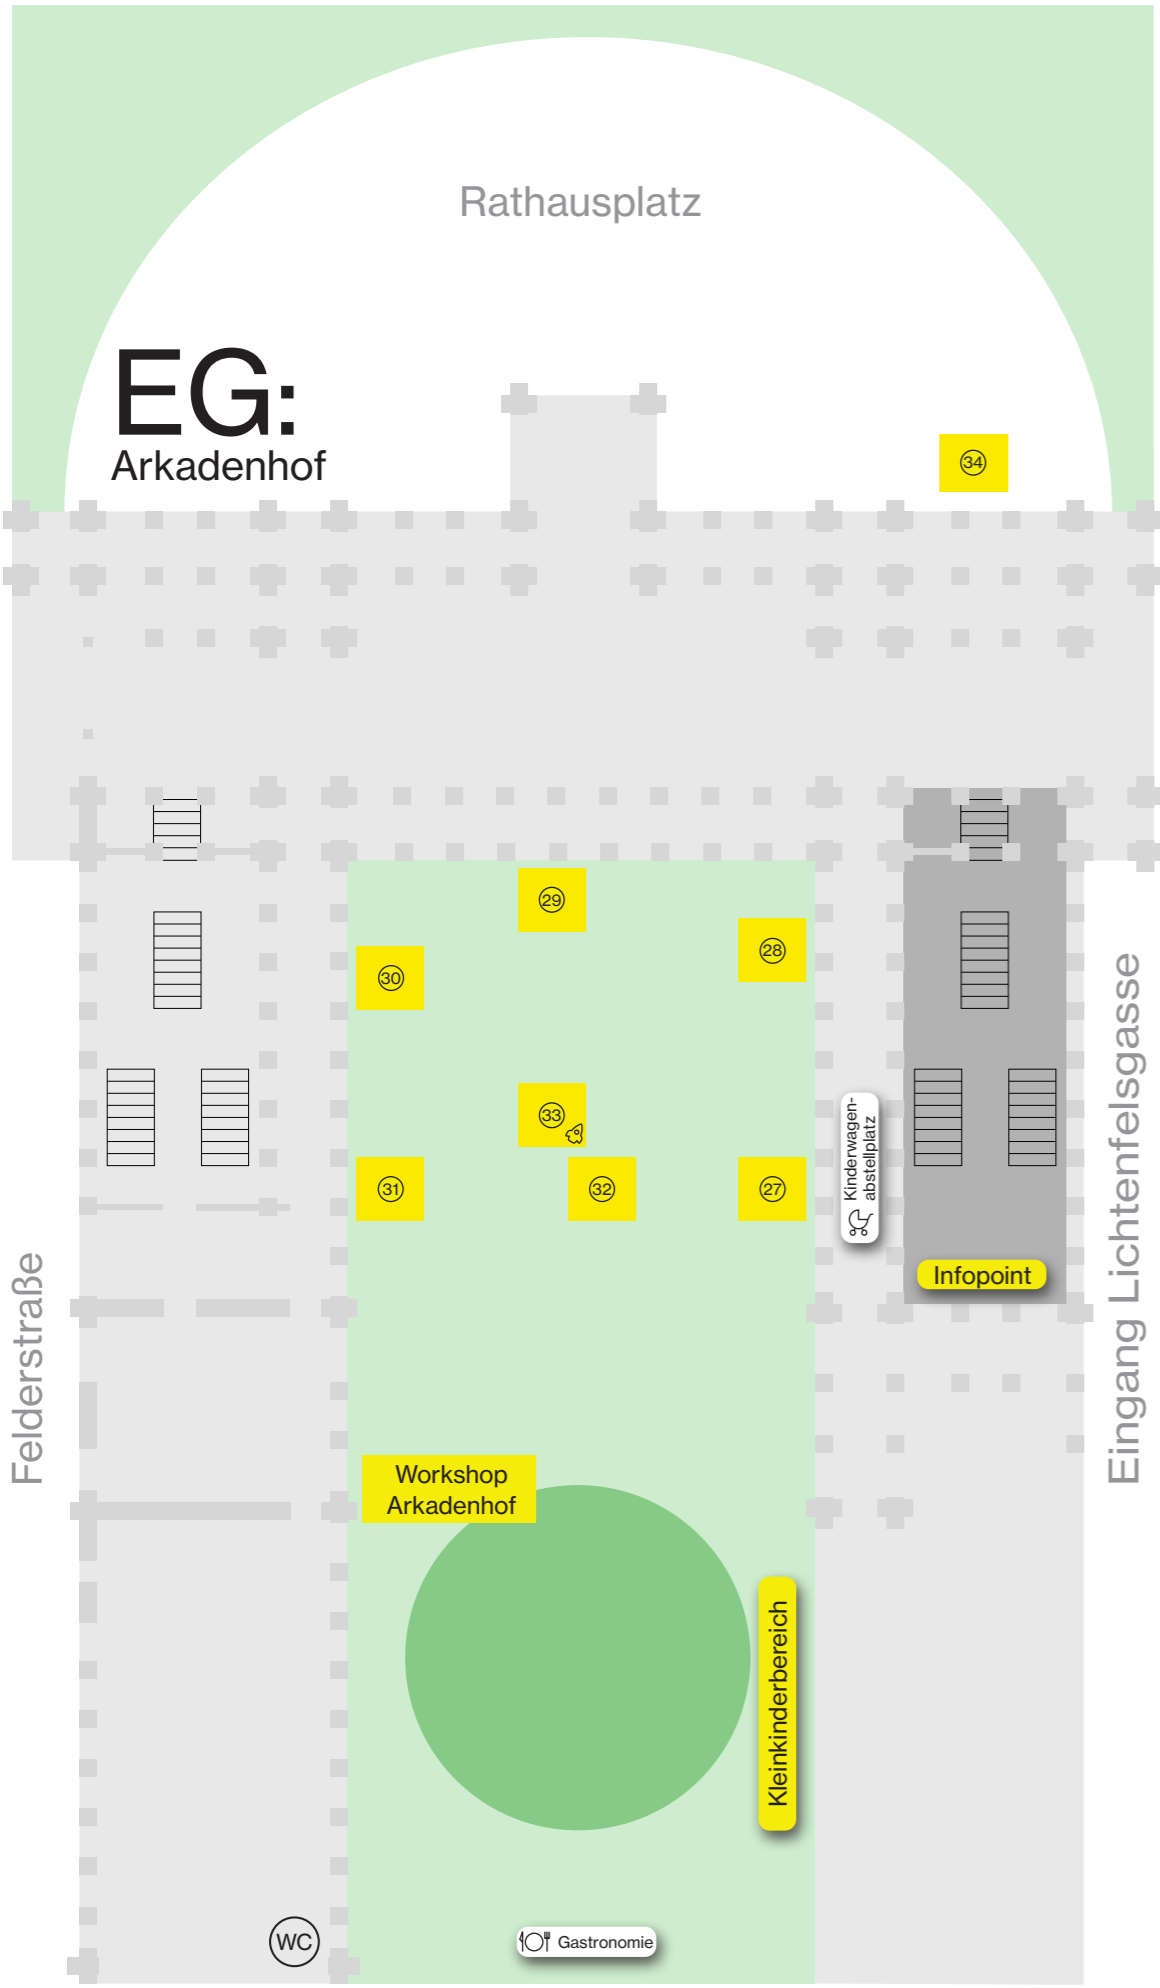 Rathausplatz
EG:
Arkadenhof
34
29
28
30
33
31
32
27
Kinderwagen-
abstellplatz
Infopoint
Eingang Lichtenfelsgasse
Felderstraße
Workshop
Arkadenhof
Kleinkinderbereich
WC
Gastronomie